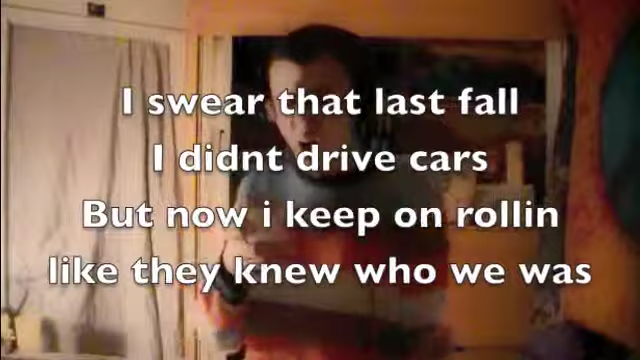 I swear that last fall
I didnt drive cars
But now i keep on rollin
like they knew who we was